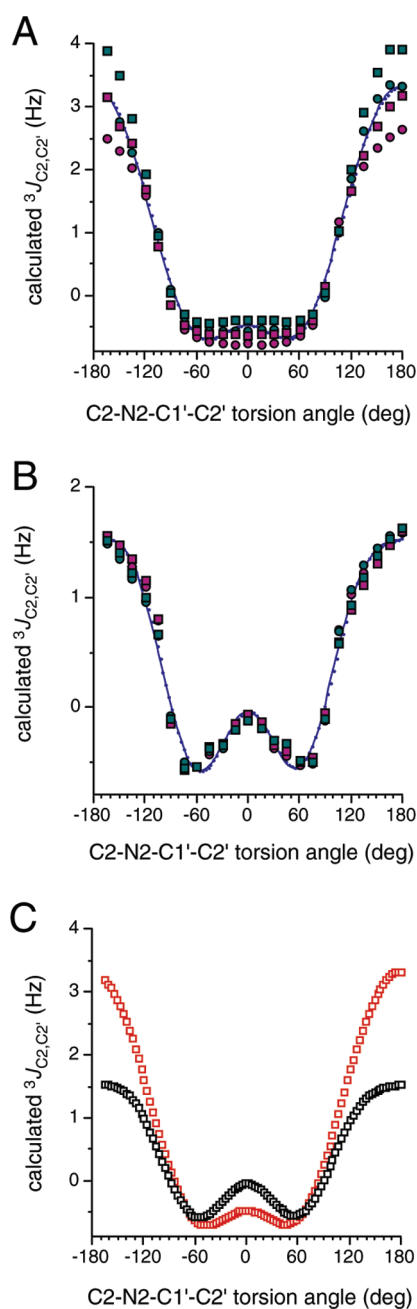 A
4
3
2
1
0
calculated ³J C2,C2' (Hz)
-180 -120 -60 0 60 120 180
C2-N2-C1'-C2' torsion angle (deg)
B
2
1
0
calculated ³J C2,C2' (Hz)
-180 -120 -60 0 60 120 180
C2-N2-C1'-C2' torsion angle (deg)
C
4
3
2
1
0
calculated ³J C2,C2' (Hz)
-180 -120 -60 0 60 120 180
C2-N2-C1'-C2' torsion angle (deg)